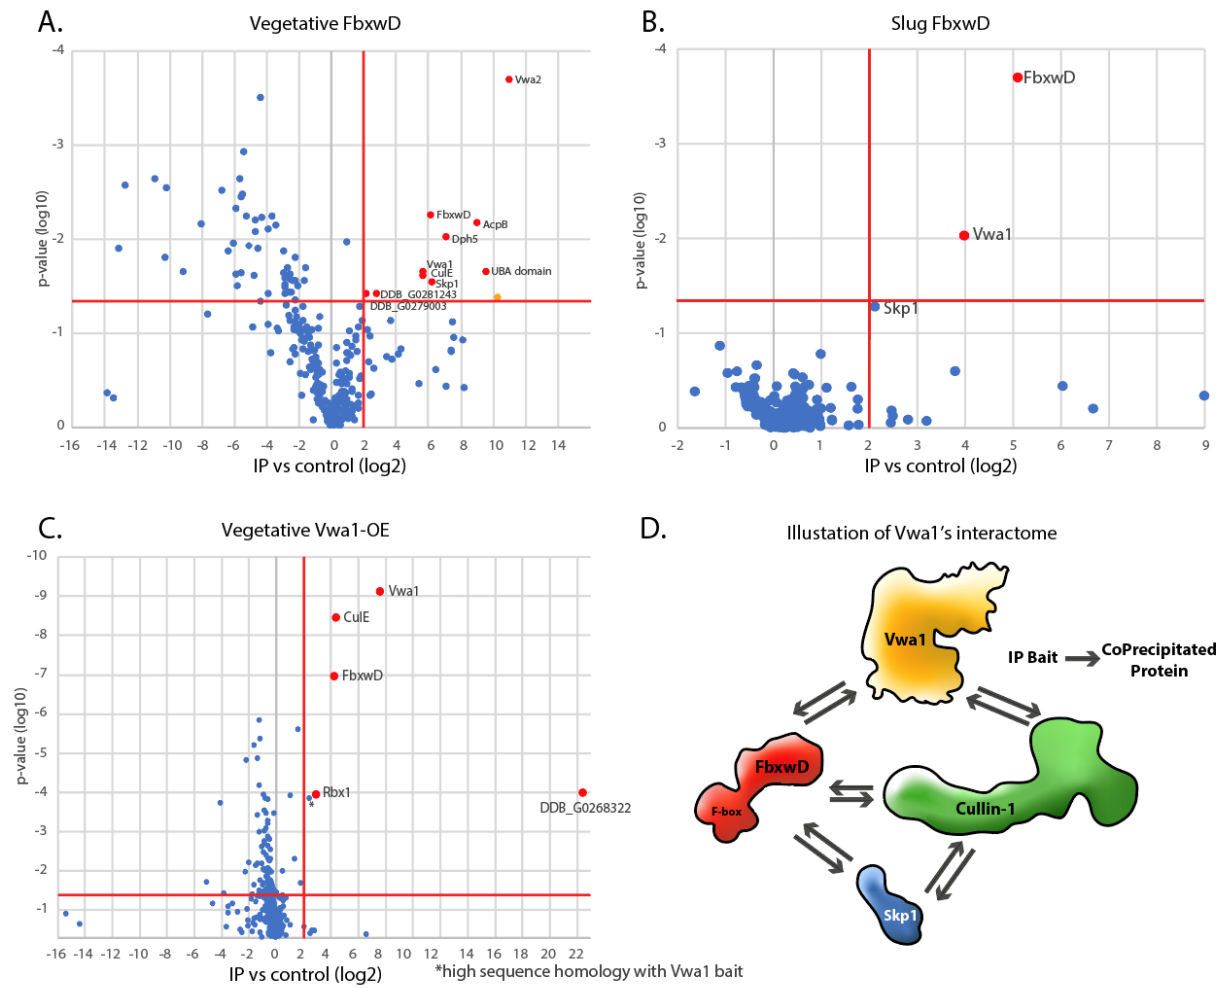 A.
Vegetative FbxwD
-4
-3
-2
-1
0
p-value (log10)
Vwa2
FbxwD
AcpB
Dph5
Vwa1
CulE
UBA domain
Skp1
DDB_G0281243
DDB_G0279003
-16 -14 -12 -10 -8 -6 -4 -2 0 2 4 6 8 10 12 14
IP vs control (log2)
B.
Slug FbxwD
-4
-3
-2
-1
0
p-value (log10)
FbxwD
Vwa1
Skp1
-2 -1 0 1 2 3 4 5 6 7 8 9
IP vs control (log2)
C.
Vegetative Vwa1-OE
-10
-9
-8
-7
-6
-5
-4
-3
-2
-1
p-value (log10)
Vwa1
CulE
FbxwD
Rbx1
*
DDB_G0268322
-16 -14 -12 -10 -8 -6 -4 -2 0 2 4 6 8 10 12 14 16 18 20 22
IP vs control (log2)
*high sequence homology with Vwa1 bait
D.
Illustation of Vwa1's interactome
Vwa1
IP Bait
CoPrecipitated
Protein
FbxwD
F-box
Cullin-1
Skp1